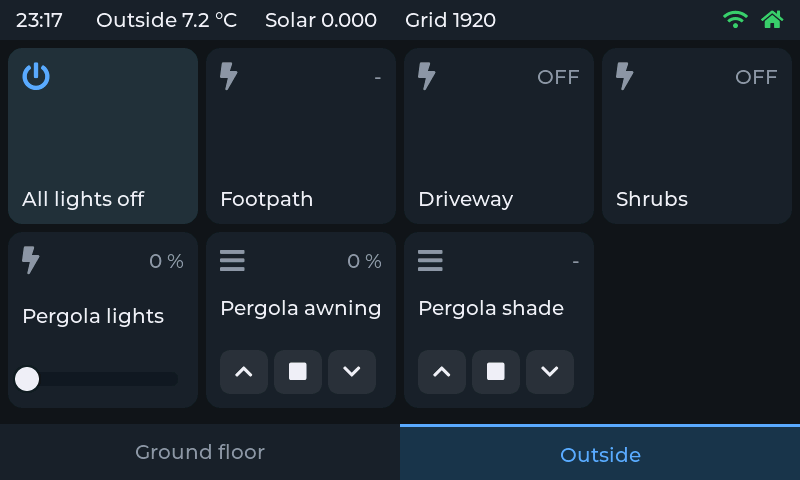 23:17 Outside 7.2 °C Solar 0.000 Grid 1920
All lights off
-
Footpath
OFF
Driveway
OFF
Shrubs
0 %
Pergola lights
0 %
Pergola awning
-
Pergola shade
Ground floor
Outside